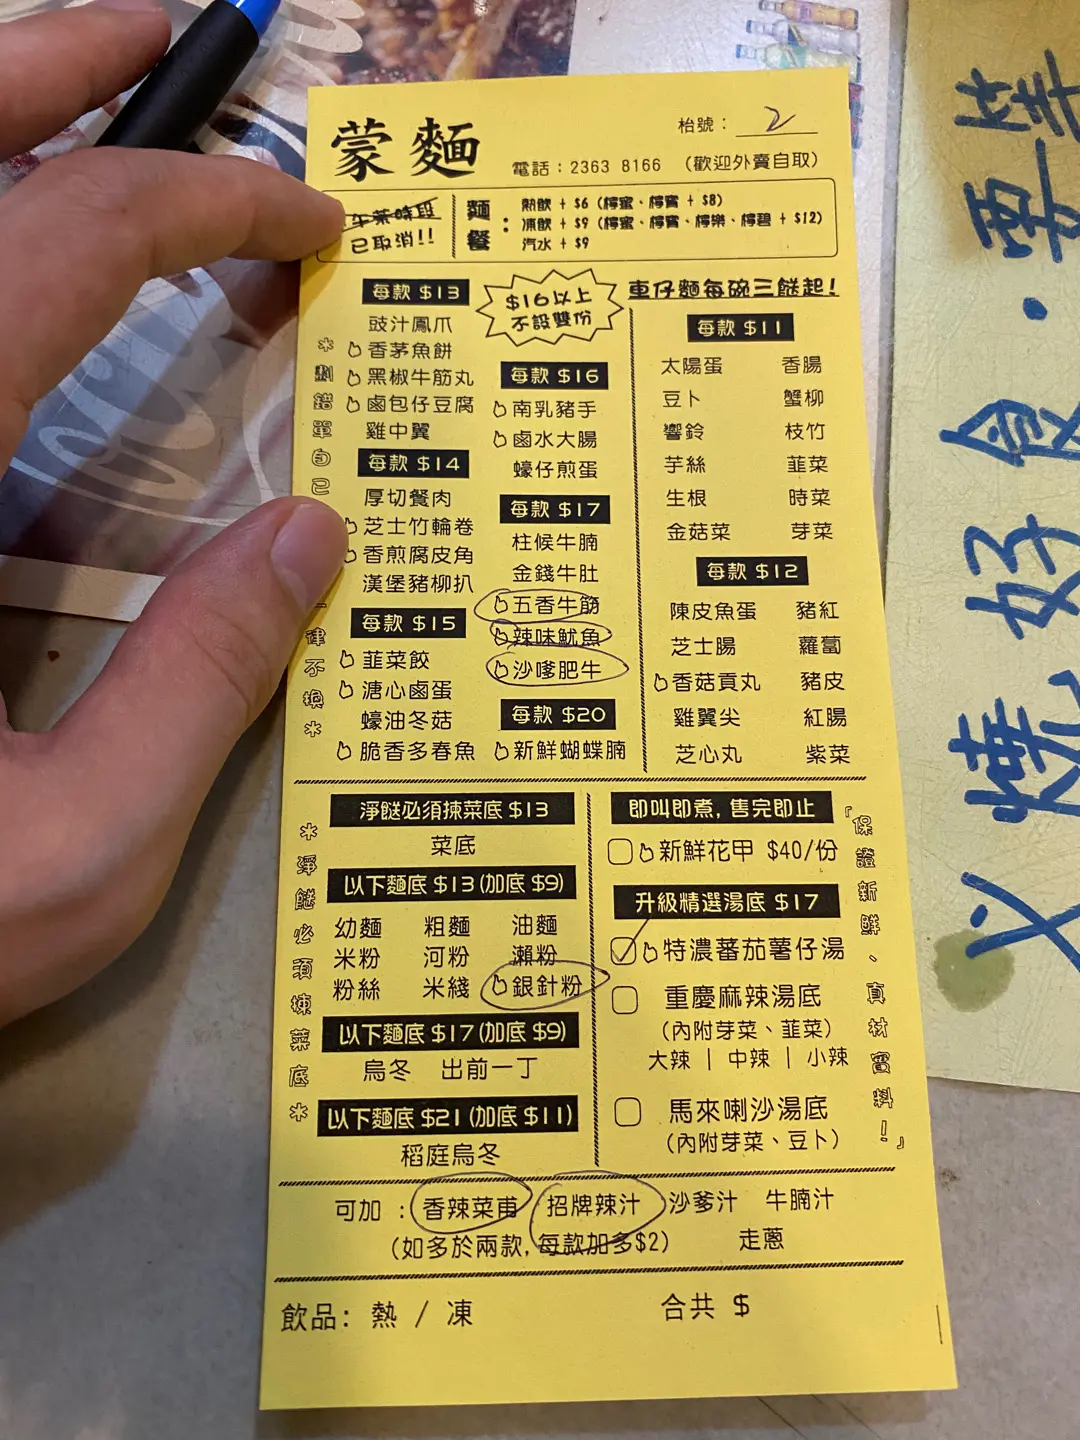 蒙麵
枱號： 2
電話：2363 8166 （歡迎外賣自取）
午茶時段
已取消!!
麵餐：
熱飲 + $6 (檸蜜、檸賓 + $8)
凍飲 + $9 (檸蜜、檸賓、檸樂、檸碧 + $12)
汽水 + $9
每款 $13
豉汁鳳爪
香茅魚餅
黑椒牛筋丸
鹵包仔豆腐
雞中翼
每款 $14
厚切餐肉
芝士竹輪卷
香煎腐皮角
漢堡豬柳扒
每款 $15
韮菜餃
溏心鹵蛋
蠔油冬菇
脆香多春魚
＊劃錯單自己
一律不換＊
$16以上
不設雙份
每款 $16
南乳豬手
鹵水大腸
蠔仔煎蛋
每款 $17
柱候牛腩
金錢牛肚
五香牛筋
辣味魷魚
沙嗲肥牛
每款 $20
新鮮蝴蝶腩
車仔麵每碗三餸起!
每款 $11
太陽蛋 香腸
豆卜 蟹柳
響鈴 枝竹
芋絲 韮菜
生根 時菜
金菇菜 芽菜
每款 $12
陳皮魚蛋 豬紅
芝士腸 蘿蔔
香菇貢丸 豬皮
雞翼尖 紅腸
芝心丸 紫菜
＊淨餸必須揀菜底＊
淨餸必須揀菜底 $13
菜底
以下麵底 $13 (加底 $9)
幼麵 粗麵 油麵
米粉 河粉 瀨粉
粉絲 米綫 銀針粉
以下麵底 $17 (加底 $9)
烏冬 出前一丁
以下麵底 $21 (加底 $11)
稻庭烏冬
即叫即煮, 售完即止
新鮮花甲 $40/份
升級精選湯底 $17
特濃蕃茄薯仔湯
重慶麻辣湯底
（內附芽菜、韮菜）
大辣 | 中辣 | 小辣
馬來喇沙湯底
（內附芽菜、豆卜）
「保證新鮮、真材實料！」
可加 ： 香辣菜甫 招牌辣汁 沙爹汁 牛腩汁
（如多於兩款, 每款加多$2） 走蔥
飲品： 熱 / 凍 合共 $